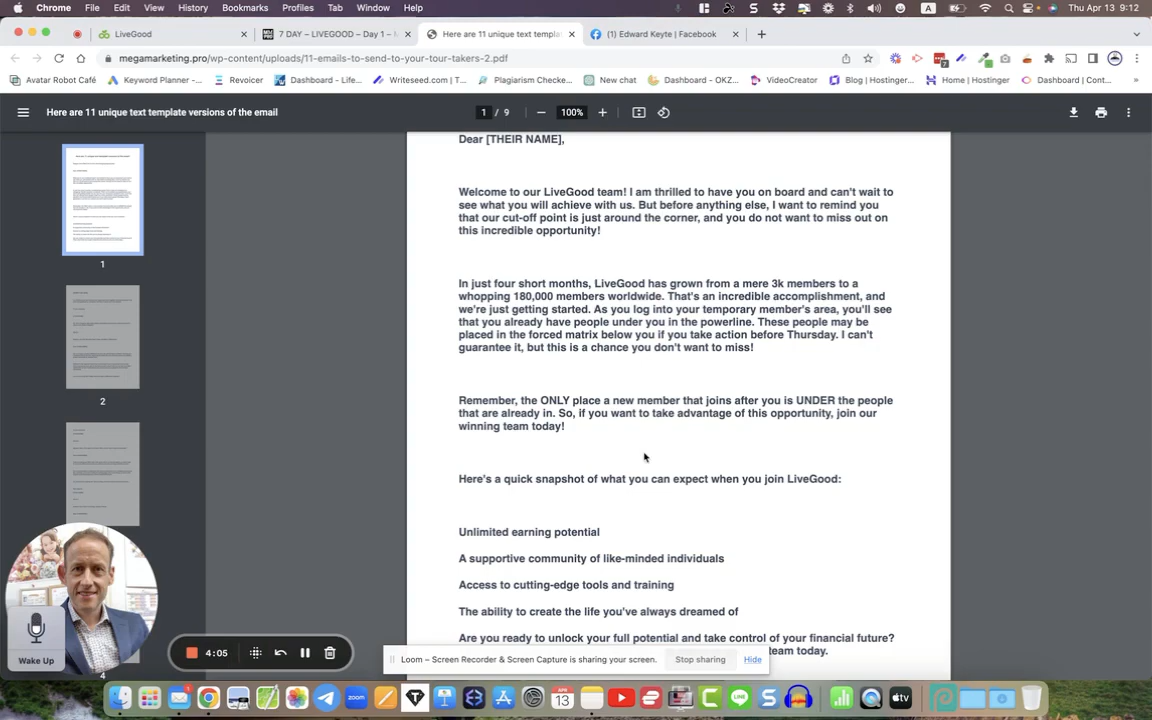 Chrome File Edit View History Bookmarks Profiles Tab Window Help
A
Thu Apr 13 9:12
LiveGood
7 DAY – LIVEGOOD – Day 1 – M
Here are 11 unique text templa
(1) Edward Keyte | Facebook
megamarketing.pro/wp-content/uploads/11-emails-to-send-to-your-tour-takers-2.pdf
Avatar Robot Café
Keyword Planner -...
Revoicer
Dashboard - Life...
Writeseed.com | T...
Plagiarism Checke...
New chat
Dashboard - OKZ...
VideoCreator
Blog | Hostinger...
Home | Hostinger
Dashboard | Cont...
Here are 11 unique text template versions of the email
1 / 9
100%
Dear [THEIR NAME],
Welcome to our LiveGood team! I am thrilled to have you on board and can't wait to
see what you will achieve with us. But before anything else, I want to remind you
that our cut-off point is just around the corner, and you do not want to miss out on
this incredible opportunity!
In just four short months, LiveGood has grown from a mere 3k members to a
whopping 180,000 members worldwide. That's an incredible accomplishment, and
we're just getting started. As you log into your temporary member's area, you'll see
that you already have people under you in the powerline. These people may be
placed in the forced matrix below you if you take action before Thursday. I can't
guarantee it, but this is a chance you don't want to miss!
Remember, the ONLY place a new member that joins after you is UNDER the people
that are already in. So, if you want to take advantage of this opportunity, join our
winning team today!
Here's a quick snapshot of what you can expect when you join LiveGood:
Unlimited earning potential
A supportive community of like-minded individuals
Access to cutting-edge tools and training
The ability to create the life you've always dreamed of
Are you ready to unlock your full potential and take control of your financial future?
team today.
1
2
4
Wake Up
4:05
Loom – Screen Recorder & Screen Capture is sharing your screen.
Stop sharing
Hide